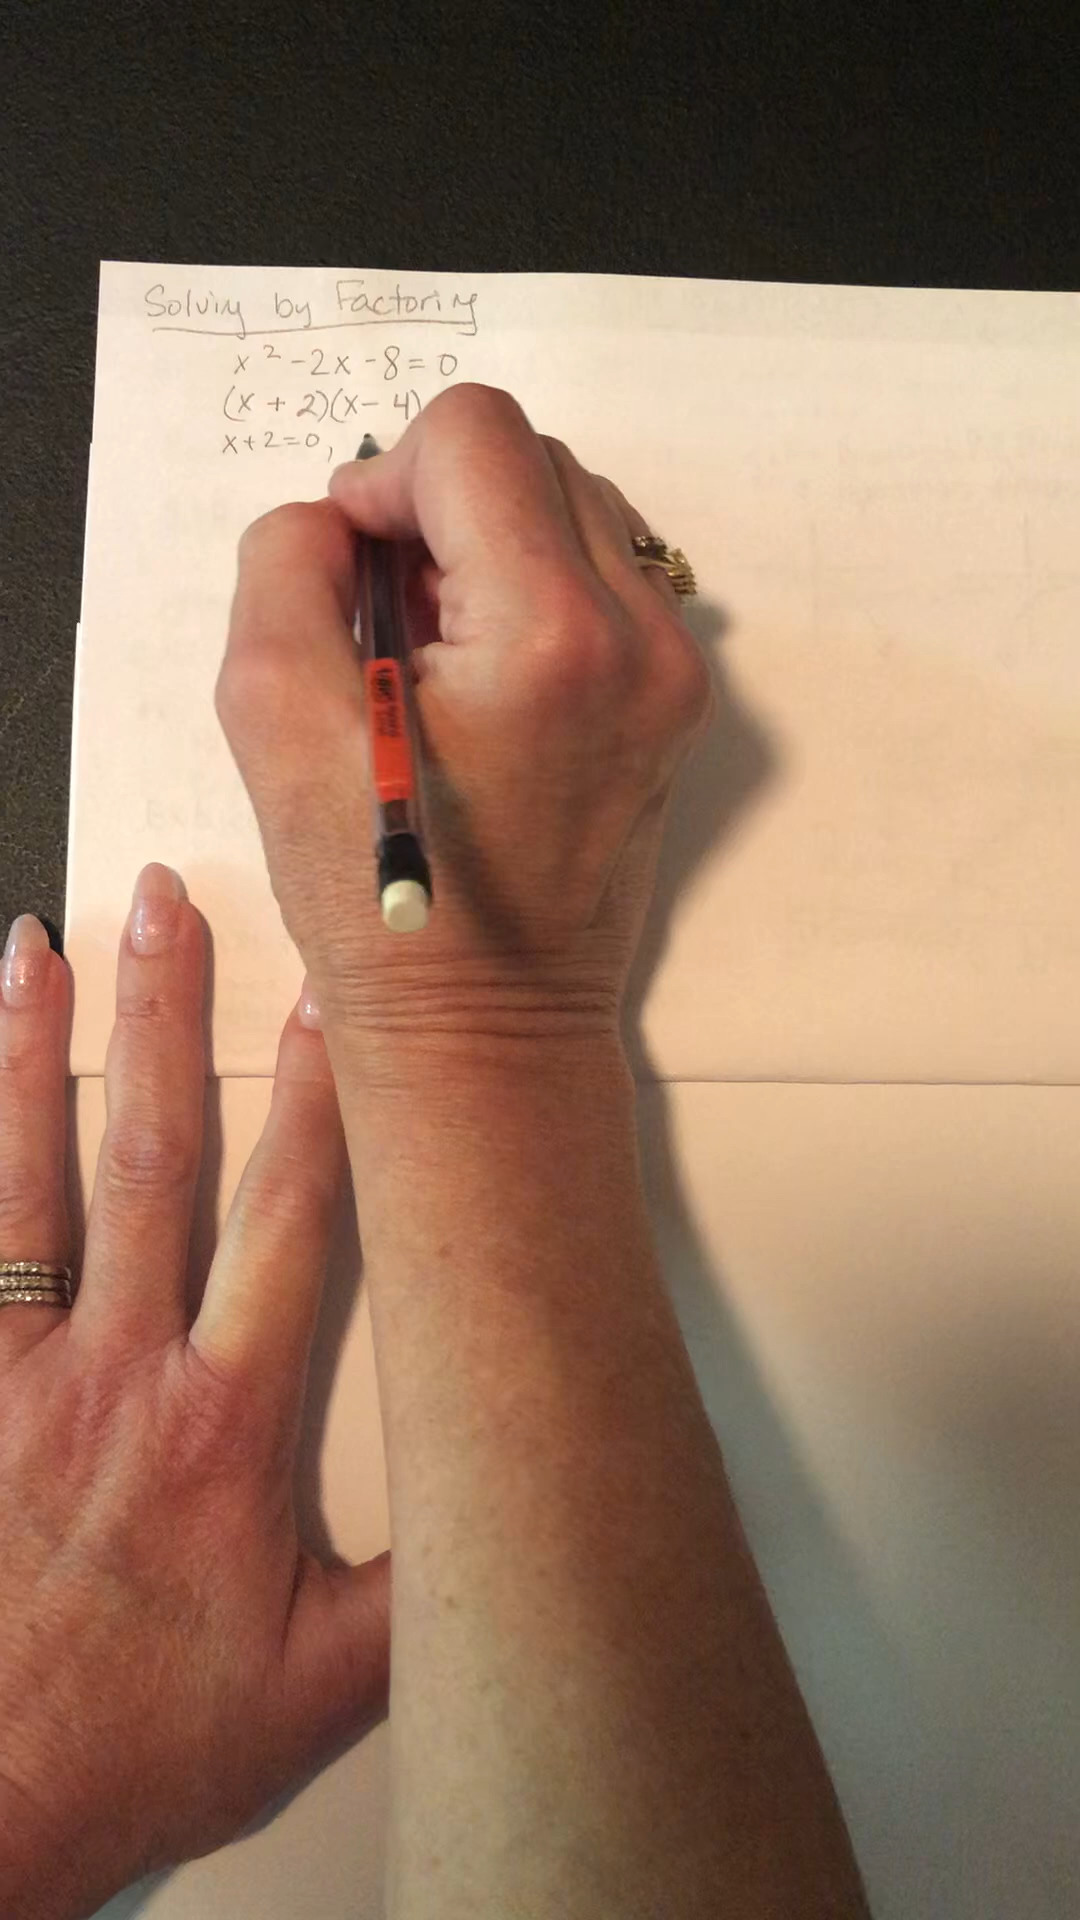 Solving by Factoring
x² -2x -8 = 0
(x + 2)(x- 4)
x+2=0,